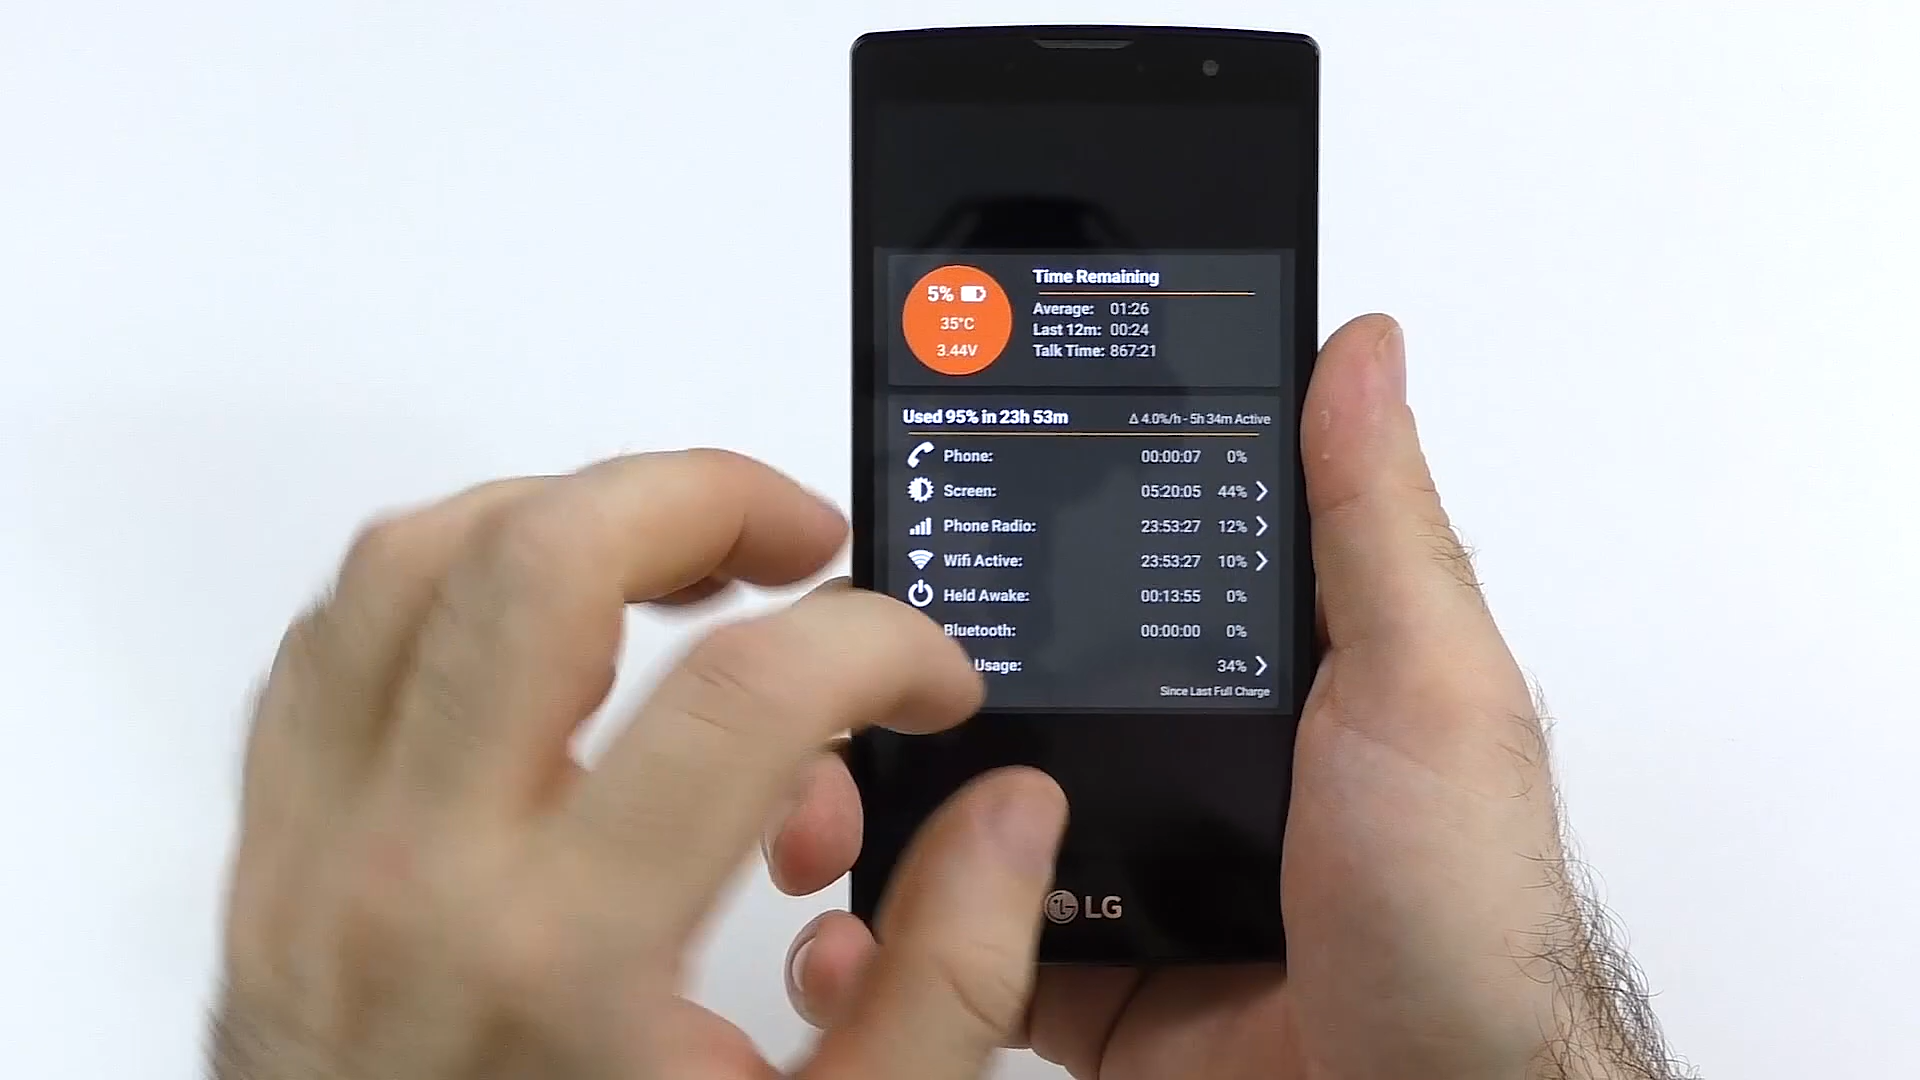 5%
35°C
3.44V
Time Remaining
Average: 01:26
Last 12m: 00:24
Talk Time: 867:21
Used 95% in 23h 53m Δ 4.0%/h - 5h 34m Active
Phone: 00:00:07 0%
Screen: 05:20:05 44%
Phone Radio: 23:53:27 12%
Wifi Active: 23:53:27 10%
Held Awake: 00:13:55 0%
Bluetooth: 00:00:00 0%
Usage: 34%
Since Last Full Charge
LG